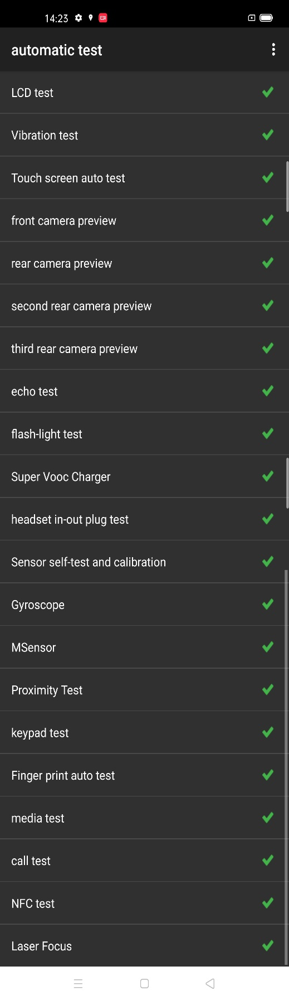 14:23
automatic test
LCD test
Vibration test
Touch screen auto test
front camera preview
rear camera preview
second rear camera preview
third rear camera preview
echo test
flash-light test
Super Vooc Charger
headset in-out plug test
Sensor self-test and calibration
Gyroscope
MSensor
Proximity Test
keypad test
Finger print auto test
media test
call test
NFC test
Laser Focus